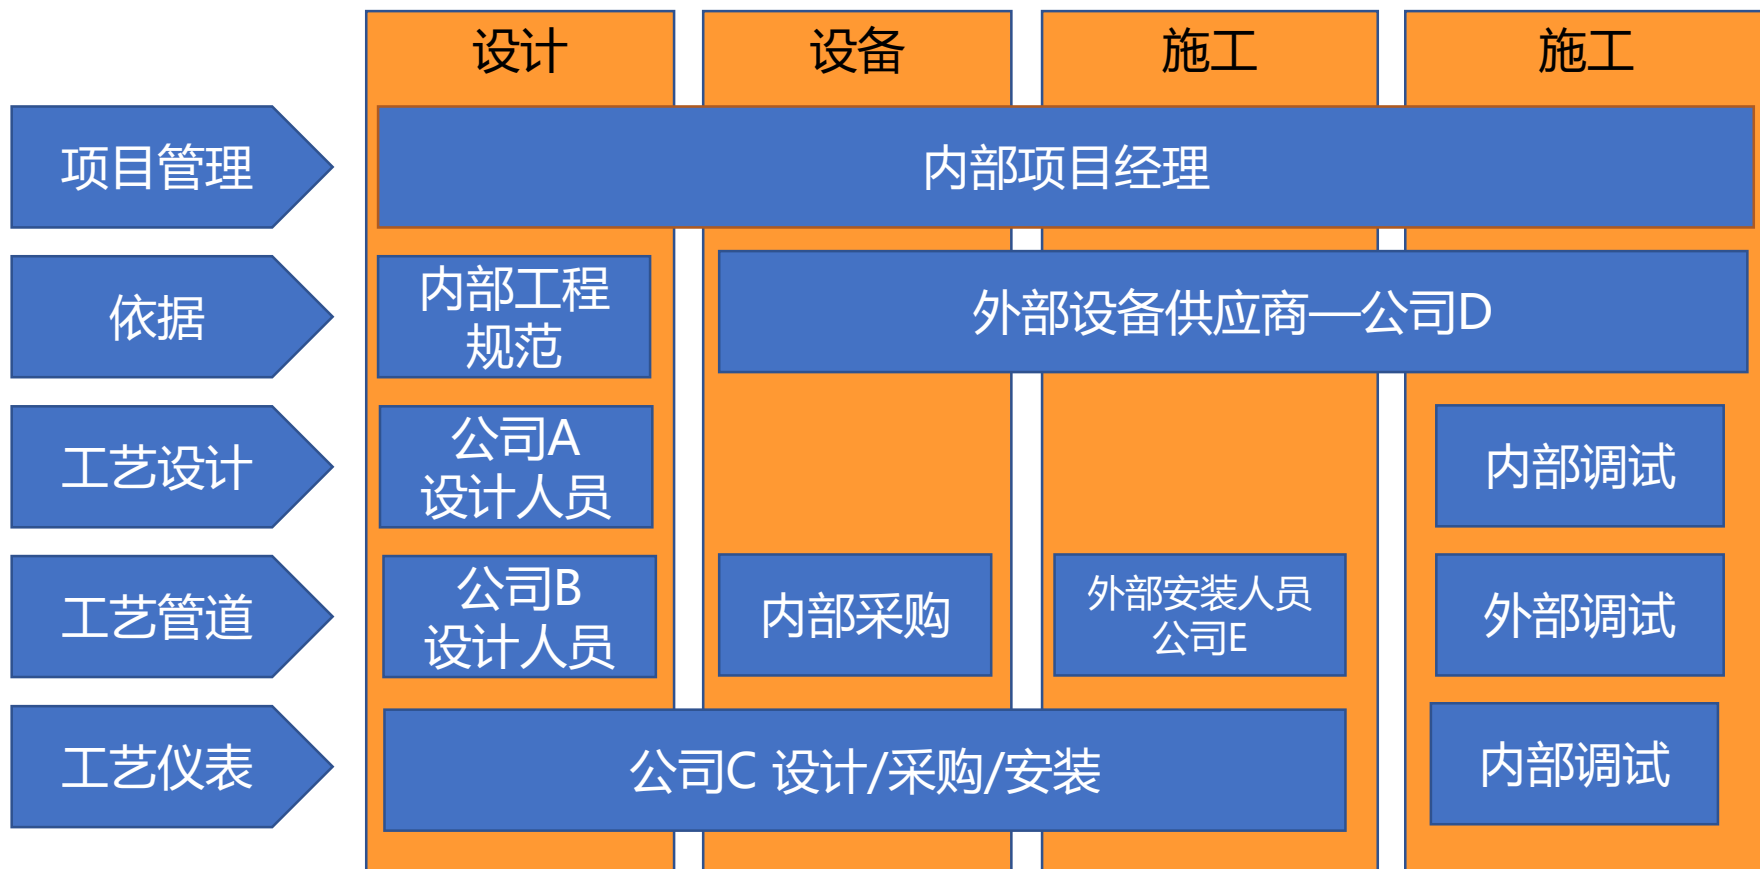 设计
设备
施工
施工
项目管理
内部项目经理
依据
内部工程
规范
外部设备供应商—公司D
工艺设计
公司A
设计人员
内部调试
工艺管道
公司B
设计人员
内部采购
外部安装人员
公司E
外部调试
工艺仪表
公司C 设计/采购/安装
内部调试